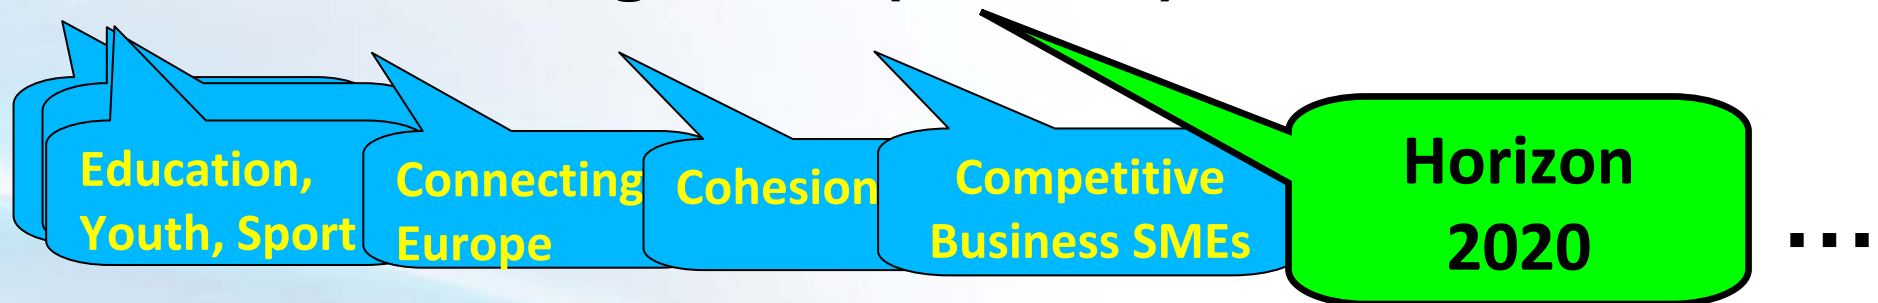 Education,
Youth, Sport
Connecting
Europe
Cohesion
Competitive
Business SMEs
Horizon
2020
...